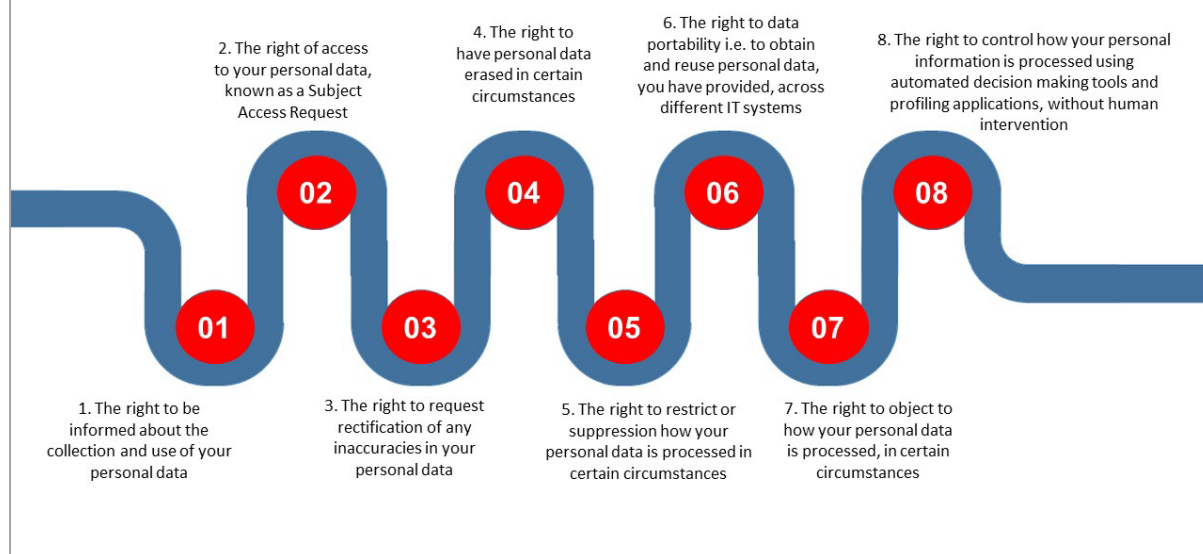 2. The right of access
to your personal data,
known as a Subject
Access Request
4. The right to
have personal data
erased in certain
circumstances
6. The right to data
portability i.e. to obtain
and reuse personal data,
you have provided, across
different IT systems
8. The right to control how your personal
information is processed using
automated decision making tools and
profiling applications, without human
intervention
02
04
06
08
01
03
05
07
1. The right to be
informed about the
collection and use of your
personal data
3. The right to request
rectification of any
inaccuracies in your
personal data
5. The right to restrict or
suppression how your
personal data is processed in
certain circumstances
7. The right to object to
how your personal data
is processed, in certain
circumstances